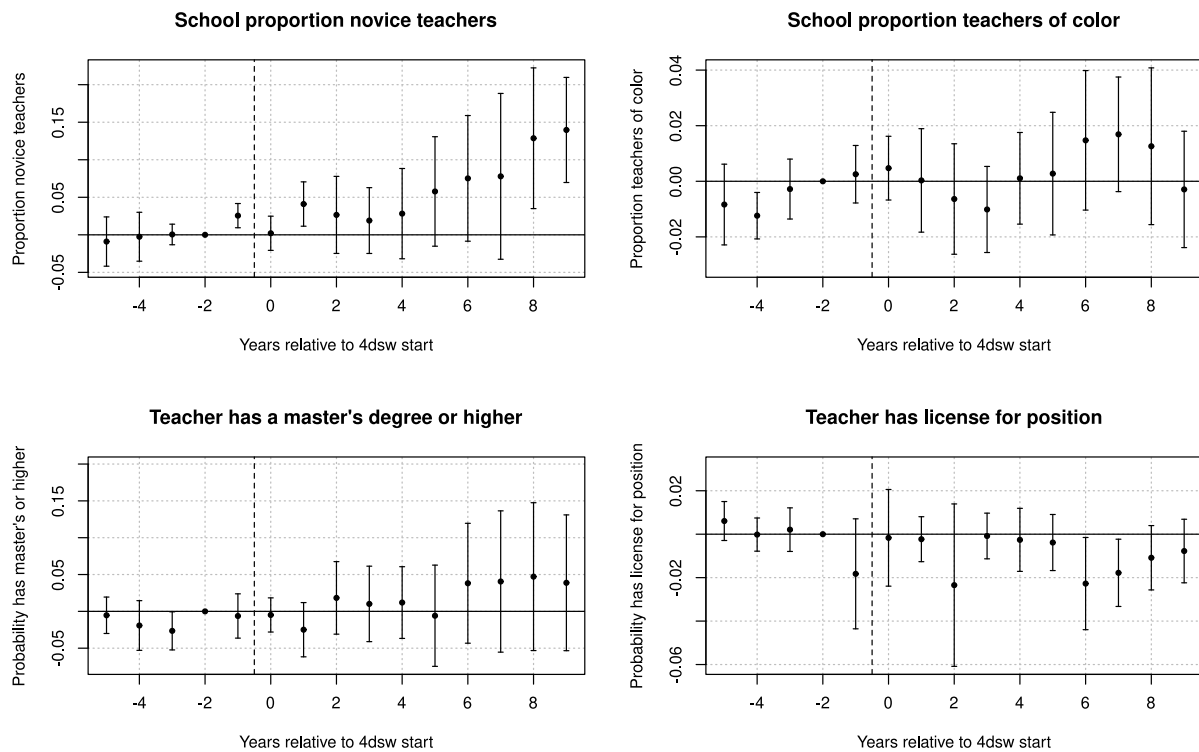 School proportion novice teachers
Proportion novice teachers
-0.05 0.05 0.15
-4 -2 0 2 4 6 8
Years relative to 4dsw start
School proportion teachers of color
Proportion teachers of color
-0.02 0.00 0.02 0.04
-4 -2 0 2 4 6 8
Years relative to 4dsw start
Teacher has a master's degree or higher
Probability has master's or higher
-0.05 0.05 0.15
-4 -2 0 2 4 6 8
Years relative to 4dsw start
Teacher has license for position
Probability has license for position
-0.06 -0.02 0.02
-4 -2 0 2 4 6 8
Years relative to 4dsw start